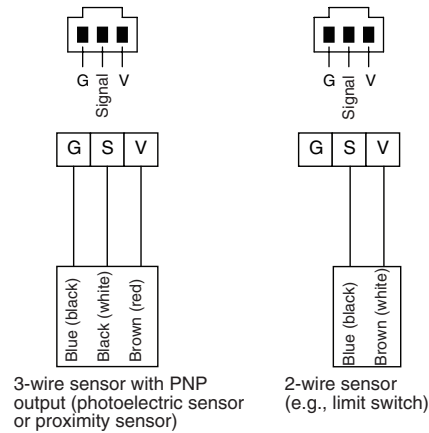 G Signal V
G S V
Blue (black)
Black (white)
Brown (red)
3-wire sensor with PNP
output (photoelectric sensor
or proximity sensor)
G Signal V
G S V
Blue (black)
Brown (white)
2-wire sensor
(e.g., limit switch)